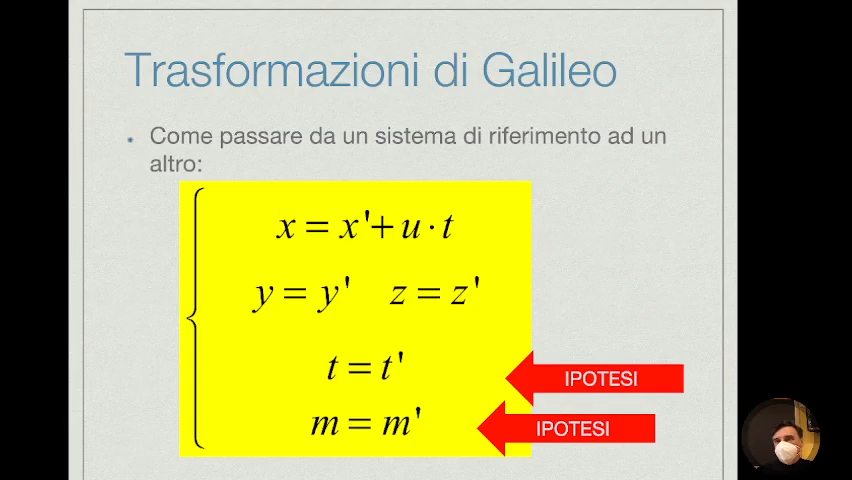 Trasformazioni di Galileo
Come passare da un sistema di riferimento ad un
altro:
x = x'+ u · t
y = y' z = z'
t = t'
IPOTESI
m = m'
IPOTESI